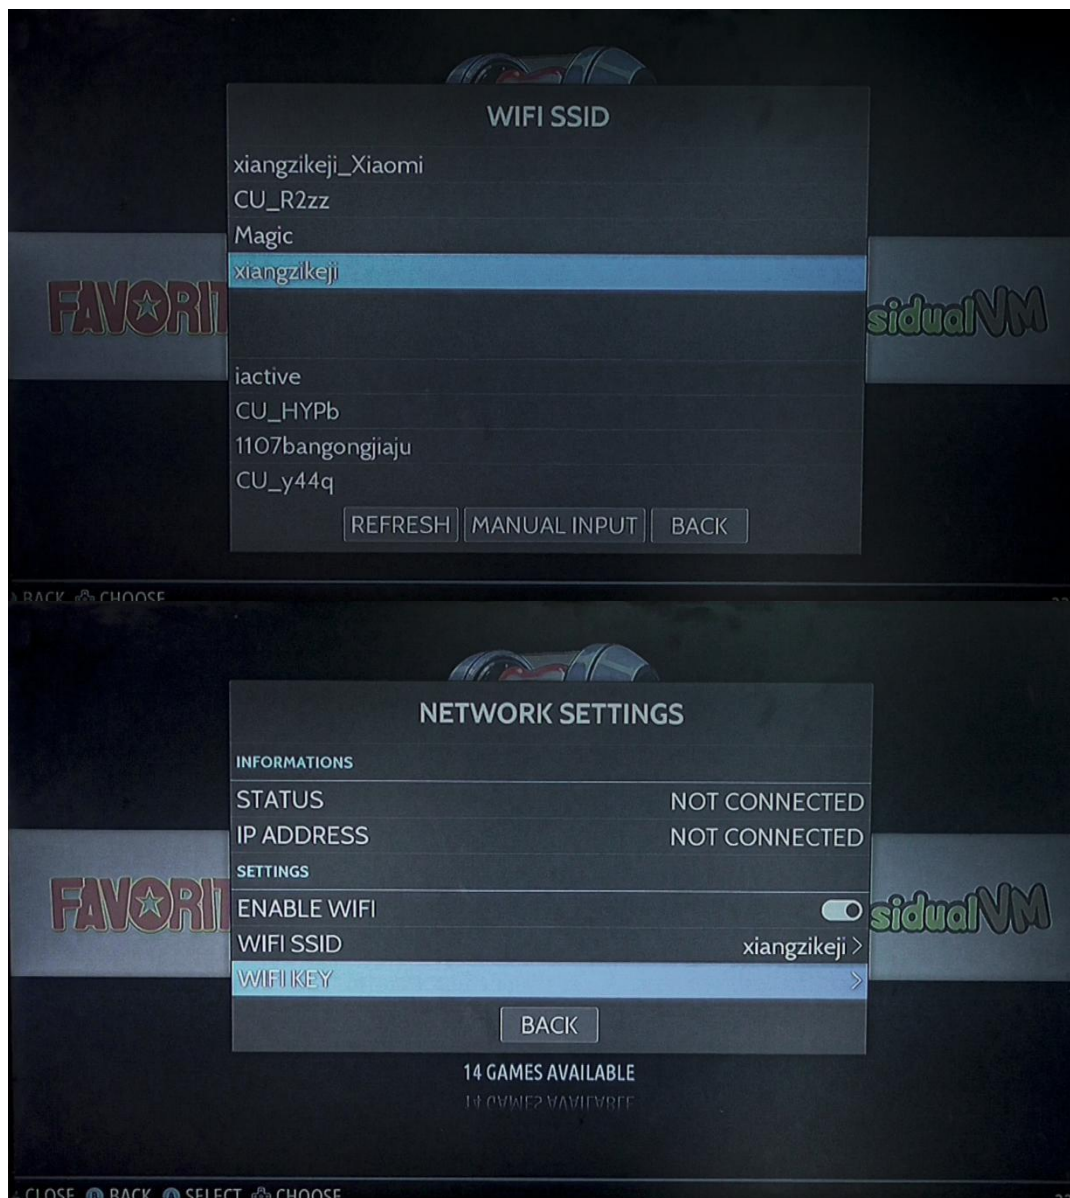 WIFI SSID
xiangzikeji_Xiaomi
CU_R2zz
Magic
xiangzikeji
FAVORIT
sidualVM
iactive
CU_HYPb
1107bangongjiaju
CU_y44q
REFRESH MANUAL INPUT BACK
BACK CHOOSE
NETWORK SETTINGS
INFORMATIONS
STATUS NOT CONNECTED
IP ADDRESS NOT CONNECTED
SETTINGS
FAVORIT
sidualVM
ENABLE WIFI
WIFI SSID xiangzikeji >
WIFI KEY >
BACK
14 GAMES AVAILABLE
CLOSE B BACK A SELECT CHOOSE